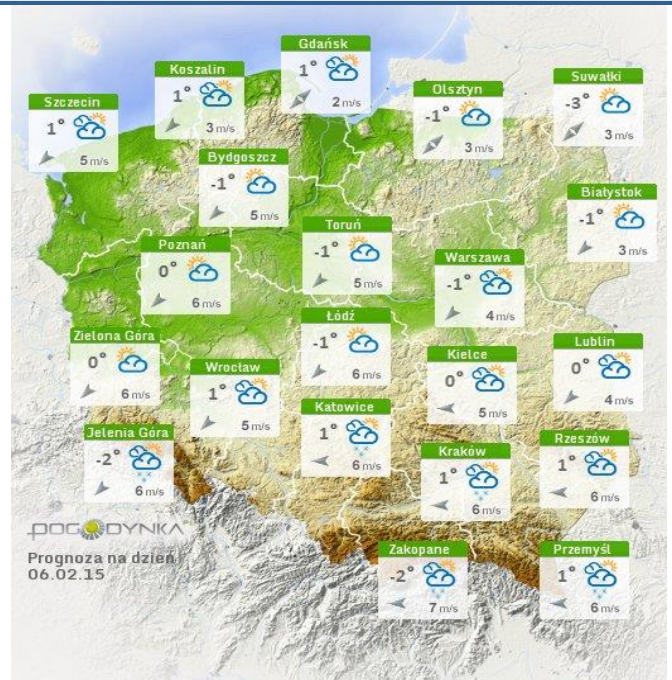 Gdańsk
1°
2 m/s
Koszalin
1°
3 m/s
Suwałki
-3°
3 m/s
Olsztyn
-1°
3 m/s
Szczecin
1°
5 m/s
Bydgoszcz
-1°
5 m/s
Białystok
-1°
3 m/s
Toruń
-1°
5 m/s
Poznań
0°
6 m/s
Warszawa
-1°
4 m/s
Łódź
-1°
6 m/s
Zielona Góra
0°
6 m/s
Lublin
0°
4 m/s
Kielce
0°
5 m/s
Wrocław
1°
5 m/s
Katowice
1°
6 m/s
Jelenia Góra
-2°
6 m/s
Rzeszów
1°
6 m/s
Kraków
1°
6 m/s
POGODYNKA
Prognoza na dzień
06.02.15
Zakopane
-2°
7 m/s
Przemyśl
1°
6 m/s